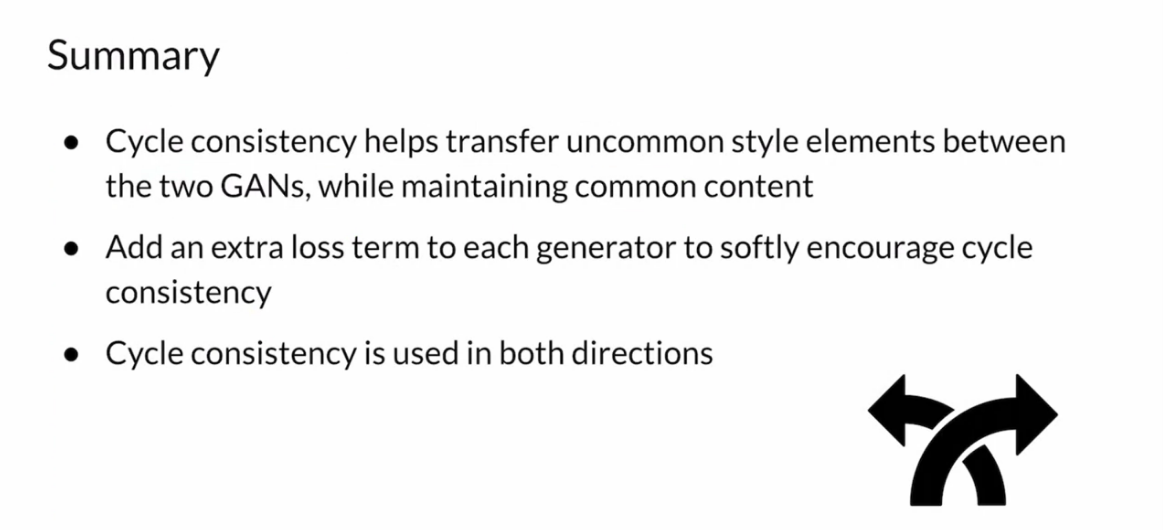 Summary
● Cycle consistency helps transfer uncommon style elements between
the two GANs, while maintaining common content
● Add an extra loss term to each generator to softly encourage cycle
consistency
● Cycle consistency is used in both directions